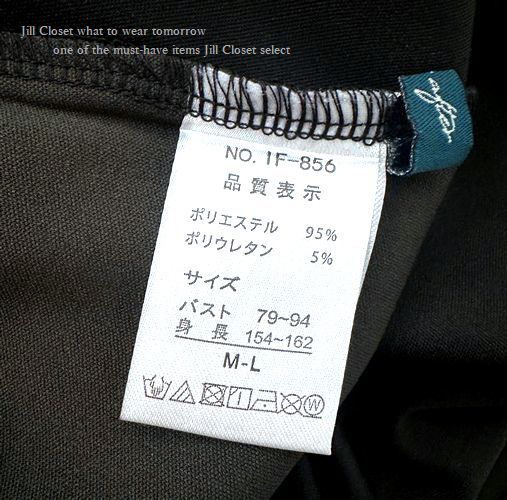 Jill Closet what to wear tomorrow
one of the must-have items Jill Closet select
NO. IF-856
品質表示
ポリエステル 95%
ポリウレタン 5%
サイズ
バスト 79~94
身 長 154~162
M-L